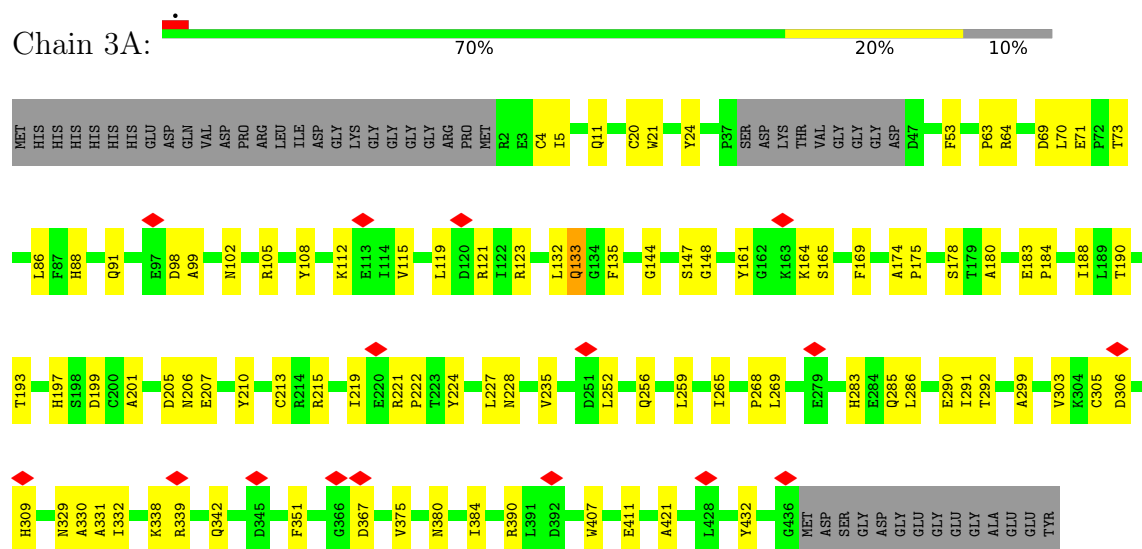 Chain 3A:
70% 20% 10%
MET HIS HIS HIS HIS HIS HIS GLU ASP GLN VAL ASP PRO ARG LEU ILE ASP GLY LYS GLY GLY GLY GLY ARG PRO MET R2 E3 C4 I5 Q11 C20 W21 Y24 P37 SER ASP LYS THR VAL GLY GLY GLY ASP D47 F53 P63 R64 D69 L70 E71 P72 T73
L86 F87 H88 Q91 E97 D98 A99 N102 R105 Y108 K112 E113 I114 V115 L119 D120 R121 I122 R123 L132 Q133 G134 F135 G144 S147 G148 Y161 G162 K163 K164 S165 F169 A174 P175 S178 T179 A180 E183 P184 I188 L189 T190
T193 H197 S198 D199 C200 A201 D205 N206 E207 Y210 C213 R214 R215 I219 E220 R221 P222 T223 Y224 L227 N228 V235 D251 L252 Q256 L259 I265 P268 L269 E279 H283 E284 Q285 L286 E290 I291 T292 A299 V303 K304 C305 D306
H309 N329 A330 A331 I332 K338 R339 Q342 D345 F351 G366 D367 V375 N380 I384 R390 L391 D392 W407 E411 A421 L428 Y432 G436 MET ASP SER GLY ASP GLY GLU GLY GLU GLY ALA GLU GLU TYR